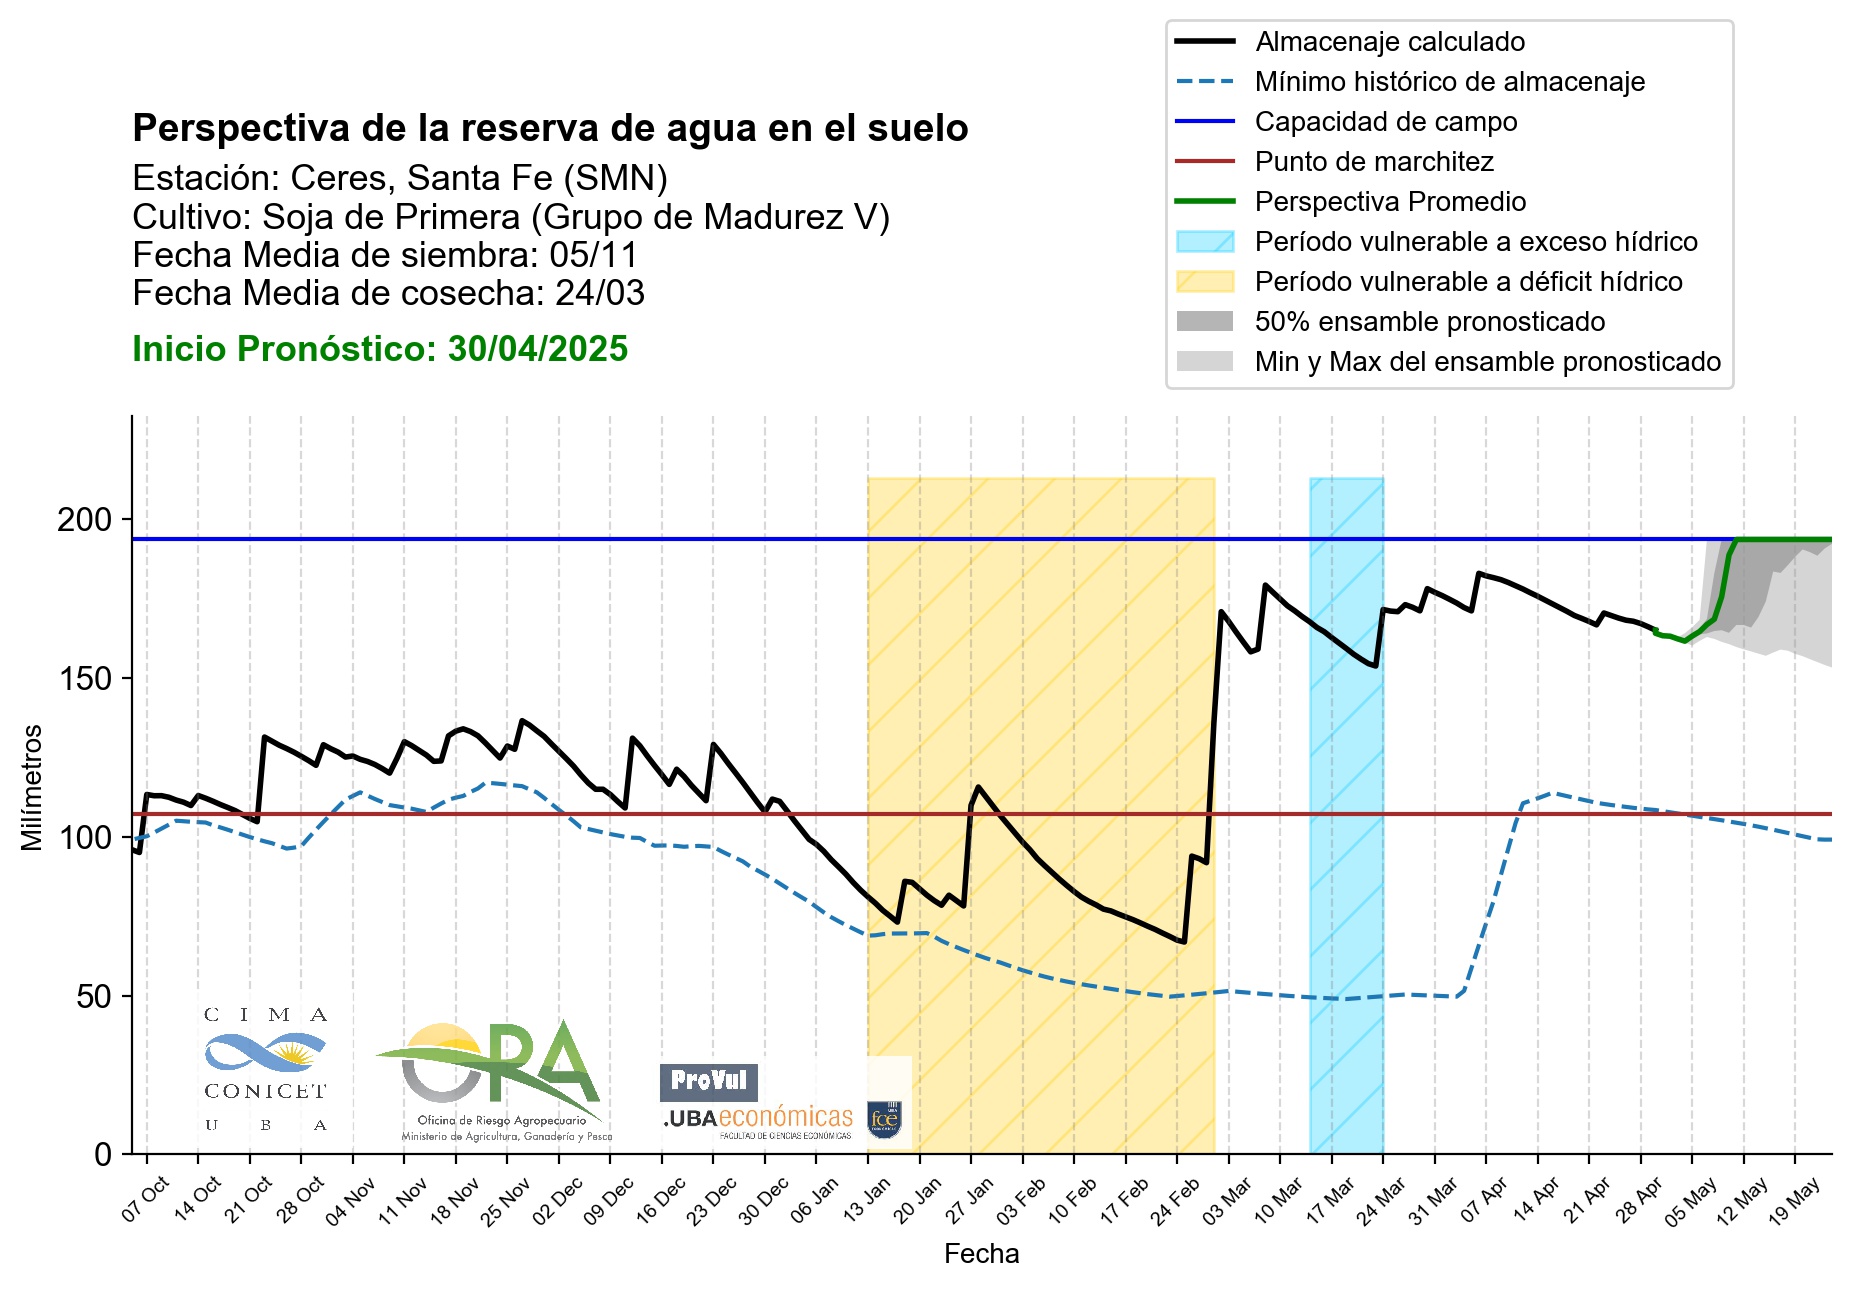 Almacenaje calculado
Mínimo histórico de almacenaje
Capacidad de campo
Punto de marchitez
Perspectiva Promedio
Período vulnerable a exceso hídrico
Período vulnerable a déficit hídrico
50% ensamble pronosticado
Min y Max del ensamble pronosticado
Perspectiva de la reserva de agua en el suelo
Estación: Ceres, Santa Fe (SMN)
Cultivo: Soja de Primera (Grupo de Madurez V)
Fecha Media de siembra: 05/11
Fecha Media de cosecha: 24/03
Inicio Pronóstico: 30/04/2025
Milímetros
200
150
100
50
0
CIMA
CONICET
UBA
ORA
Oficina de Riesgo Agropecuario
Ministerio de Agricultura, Ganadería y Pesca
ProVul
.UBAeconómicas
FACULTAD DE CIENCIAS ECONÓMICAS
UBA
fce
ECONÓMICAS
07 Oct
14 Oct
21 Oct
28 Oct
04 Nov
11 Nov
18 Nov
25 Nov
02 Dec
09 Dec
16 Dec
23 Dec
30 Dec
06 Jan
13 Jan
20 Jan
27 Jan
03 Feb
10 Feb
17 Feb
24 Feb
03 Mar
10 Mar
17 Mar
24 Mar
31 Mar
07 Apr
14 Apr
21 Apr
28 Apr
05 May
12 May
19 May
Fecha